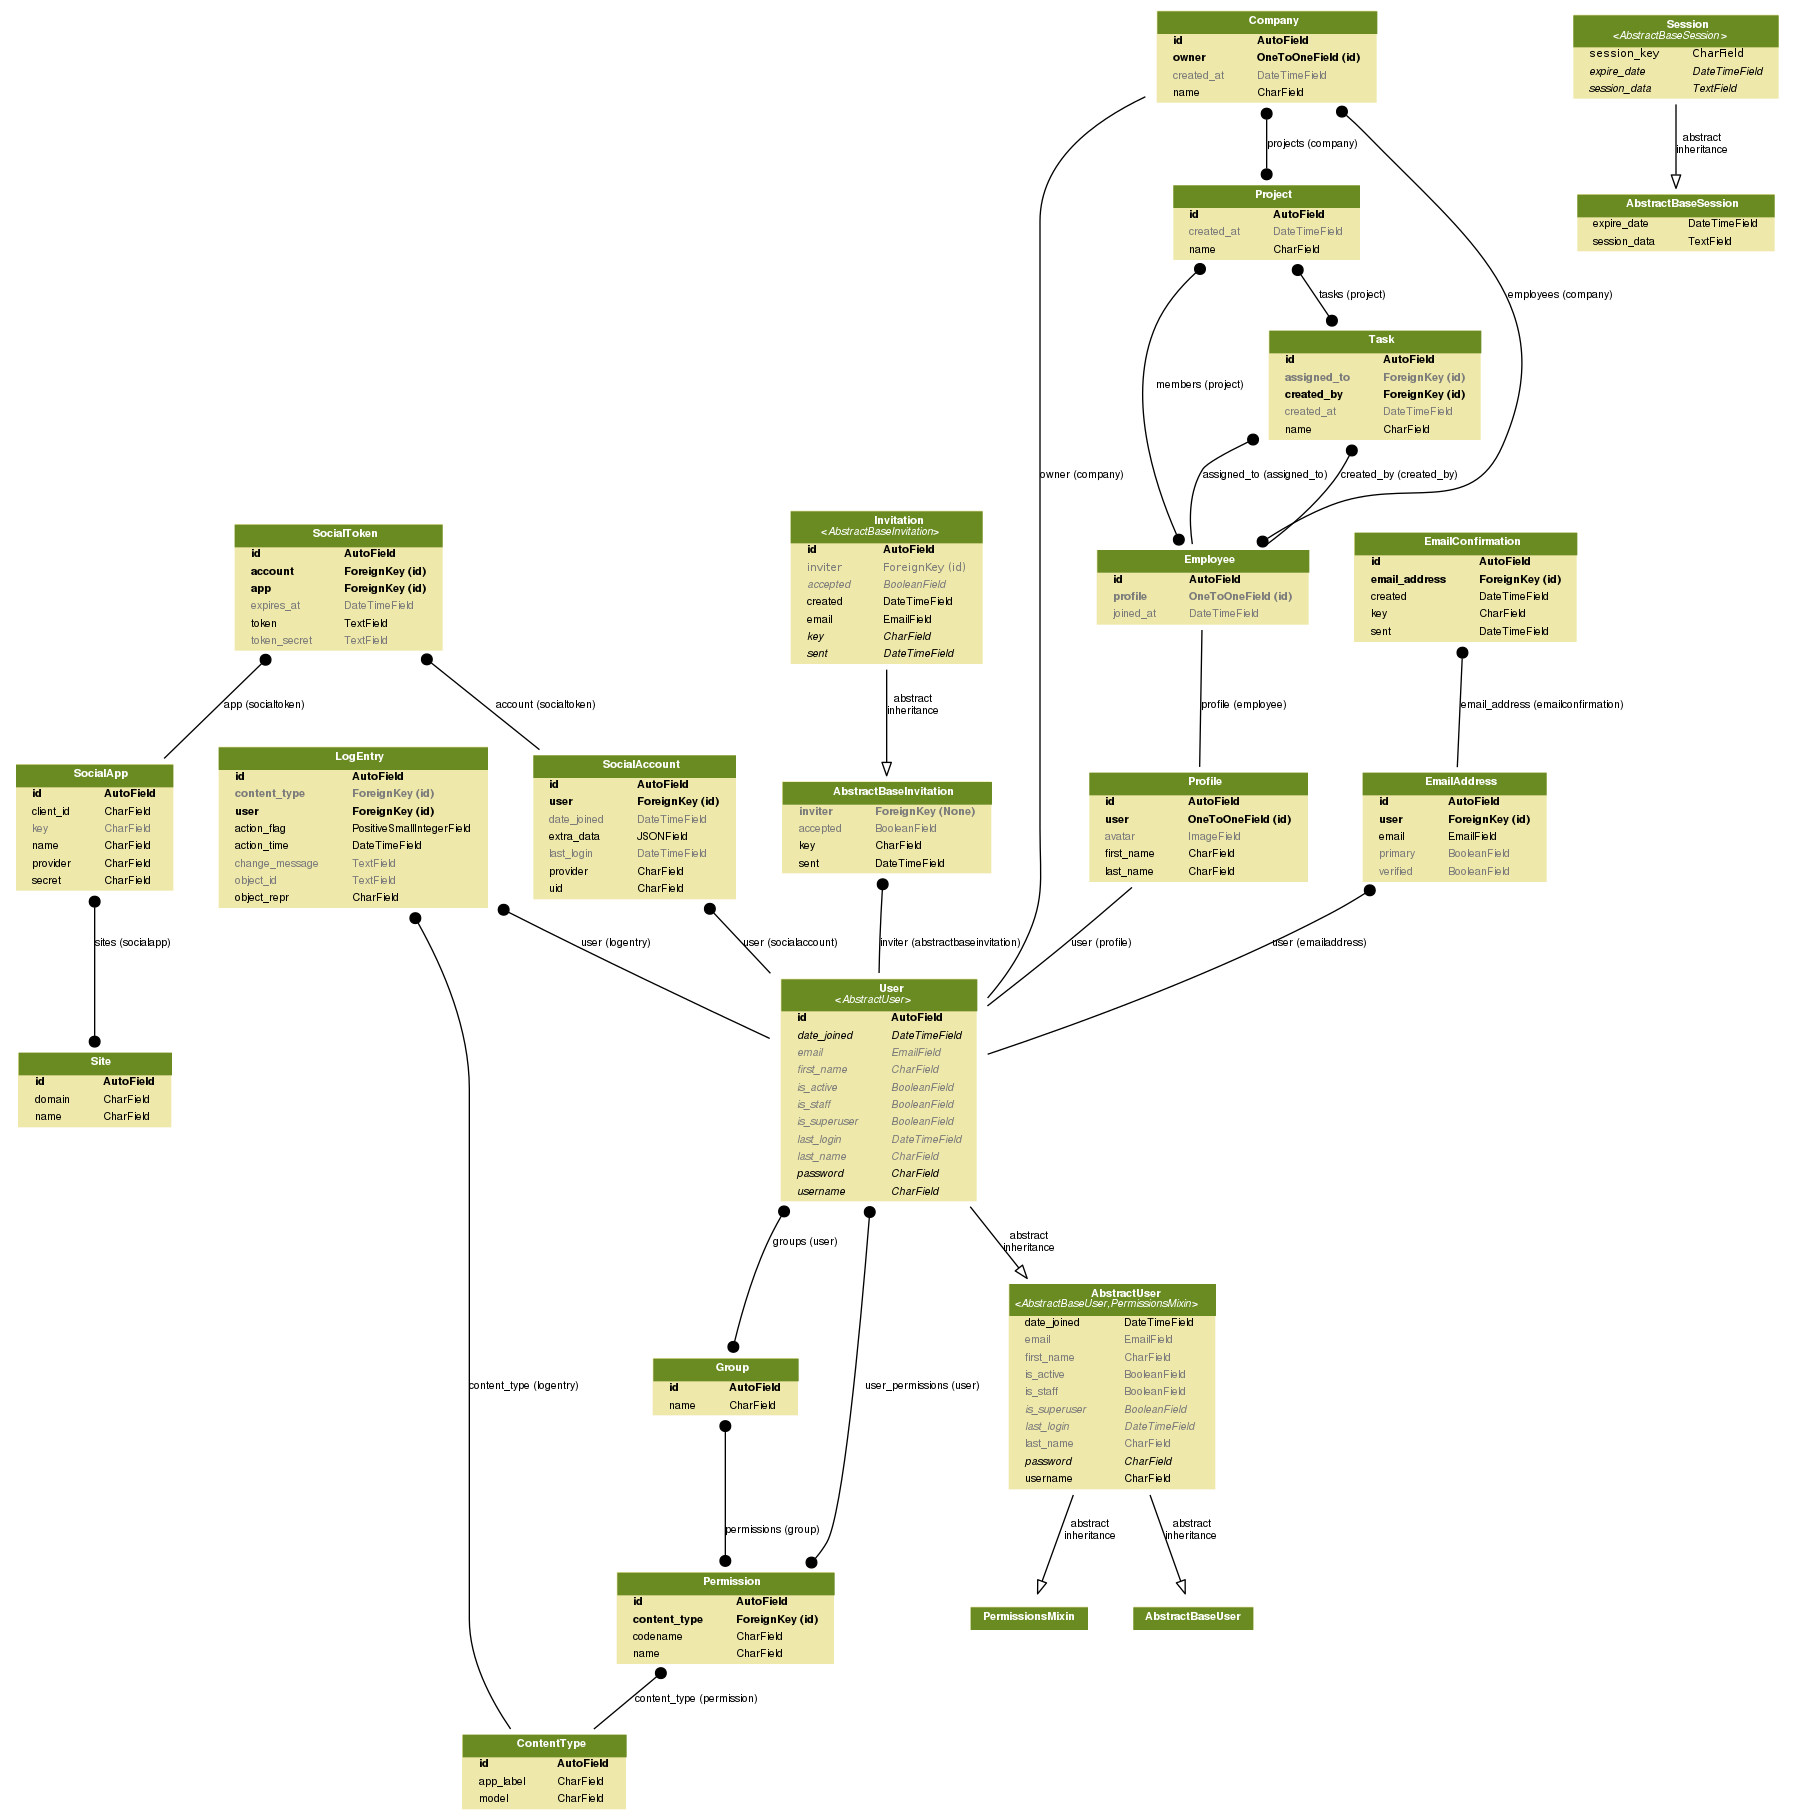 Company
id AutoField
owner OneToOneField (id)
created_at DateTimeField
name CharField
Session
<AbstractBaseSession>
session_key CharField
expire_date DateTimeField
session_data TextField
projects (company)
abstract
inheritance
Project
id AutoField
created_at DateTimeField
name CharField
AbstractBaseSession
expire_date DateTimeField
session_data TextField
tasks (project)
employees (company)
Task
id AutoField
assigned_to ForeignKey (id)
created_by ForeignKey (id)
created_at DateTimeField
name CharField
members (project)
owner (company)
assigned_to (assigned_to)
created_by (created_by)
SocialToken
id AutoField
account ForeignKey (id)
app ForeignKey (id)
expires_at DateTimeField
token TextField
token_secret TextField
Invitation
<AbstractBaseInvitation>
id AutoField
inviter ForeignKey (id)
accepted BooleanField
created DateTimeField
email EmailField
key CharField
sent DateTimeField
Employee
id AutoField
profile OneToOneField (id)
joined_at DateTimeField
EmailConfirmation
id AutoField
email_address ForeignKey (id)
created DateTimeField
key CharField
sent DateTimeField
app (socialtoken)
account (socialtoken)
abstract
inheritance
profile (employee)
email_address (emailconfirmation)
SocialApp
id AutoField
client_id CharField
key CharField
name CharField
provider CharField
secret CharField
LogEntry
id AutoField
content_type ForeignKey (id)
user ForeignKey (id)
action_flag PositiveSmallIntegerField
action_time DateTimeField
change_message TextField
object_id TextField
object_repr CharField
SocialAccount
id AutoField
user ForeignKey (id)
date_joined DateTimeField
extra_data JSONField
last_login DateTimeField
provider CharField
uid CharField
AbstractBaseInvitation
inviter ForeignKey (None)
accepted BooleanField
key CharField
sent DateTimeField
Profile
id AutoField
user OneToOneField (id)
avatar ImageField
first_name CharField
last_name CharField
EmailAddress
id AutoField
user ForeignKey (id)
email EmailField
primary BooleanField
verified BooleanField
sites (socialapp)
user (logentry)
user (socialaccount)
inviter (abstractbaseinvitation)
user (profile)
user (emailaddress)
Site
id AutoField
domain CharField
name CharField
User
<AbstractUser>
id AutoField
date_joined DateTimeField
email EmailField
first_name CharField
is_active BooleanField
is_staff BooleanField
is_superuser BooleanField
last_login DateTimeField
last_name CharField
password CharField
username CharField
groups (user)
abstract
inheritance
AbstractUser
<AbstractBaseUser,PermissionsMixin>
date_joined DateTimeField
email EmailField
first_name CharField
is_active BooleanField
is_staff BooleanField
is_superuser BooleanField
last_login DateTimeField
last_name CharField
password CharField
username CharField
Group
id AutoField
name CharField
content_type (logentry)
user_permissions (user)
permissions (group)
abstract
inheritance
abstract
inheritance
Permission
id AutoField
content_type ForeignKey (id)
codename CharField
name CharField
PermissionsMixin
AbstractBaseUser
content_type (permission)
ContentType
id AutoField
app_label CharField
model CharField